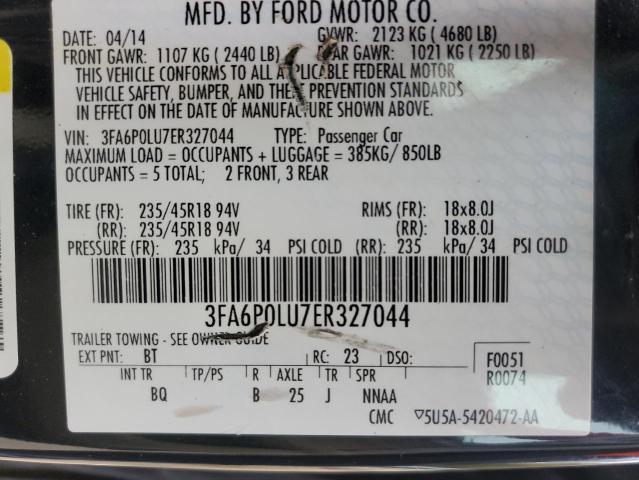 MFD. BY FORD MOTOR CO.
DATE: 04/14 GVWR: 2123 KG (4680 LB)
FRONT GAWR: 1107 KG (2440 LB) REAR GAWR: 1021 KG (2250 LB)
THIS VEHICLE CONFORMS TO ALL APPLICABLE FEDERAL MOTOR
VEHICLE SAFETY, BUMPER, AND THEFT PREVENTION STANDARDS
IN EFFECT ON THE DATE OF MANUFACTURE SHOWN ABOVE.
VIN: 3FA6P0LU7ER327044 TYPE: Passenger Car
MAXIMUM LOAD = OCCUPANTS + LUGGAGE = 385KG/850LB
OCCUPANTS = 5 TOTAL; 2 FRONT, 3 REAR
TIRE (FR): 235/45R18 94V RIMS (FR): 18x8.0J
(RR): 235/45R18 94V (RR): 18x8.0J
PRESSURE (FR): 235 kPa/ 34 PSI COLD (RR): 235 kPa/ 34 PSI COLD
3FA6P0LU7ER327044
TRAILER TOWING - SEE OWNER GUIDE
EXT PNT: BT RC: 23 DSO: F0051
R0074
INT TR TP/PS R AXLE TR SPR
BQ B 25 J NNAA
CMC ▽5U5A-5420472-AA